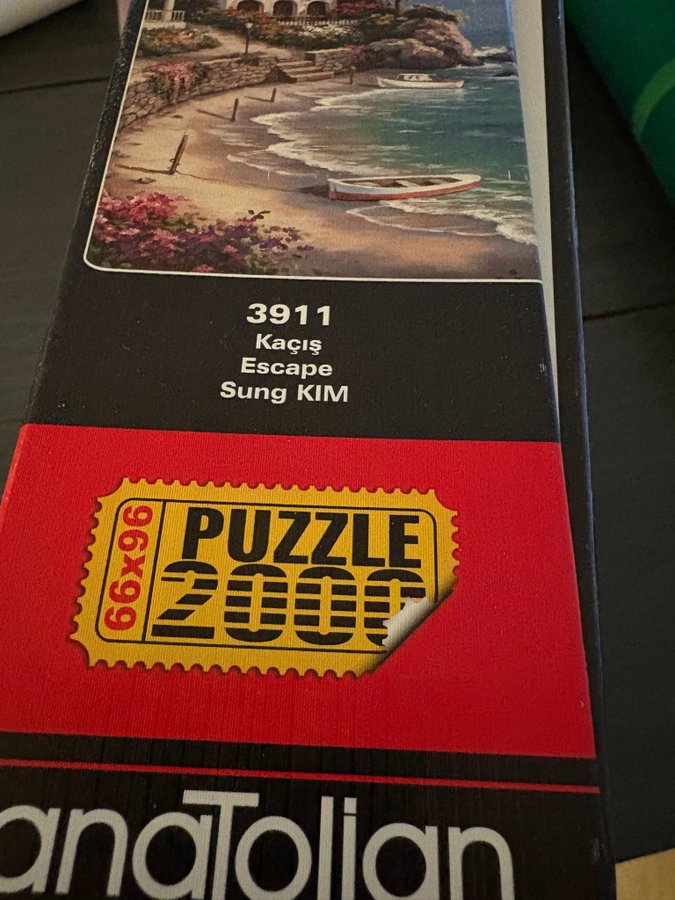 3911
Kaçış
Escape
Sung KIM
66x96
PUZZLE
2000
anaTolian